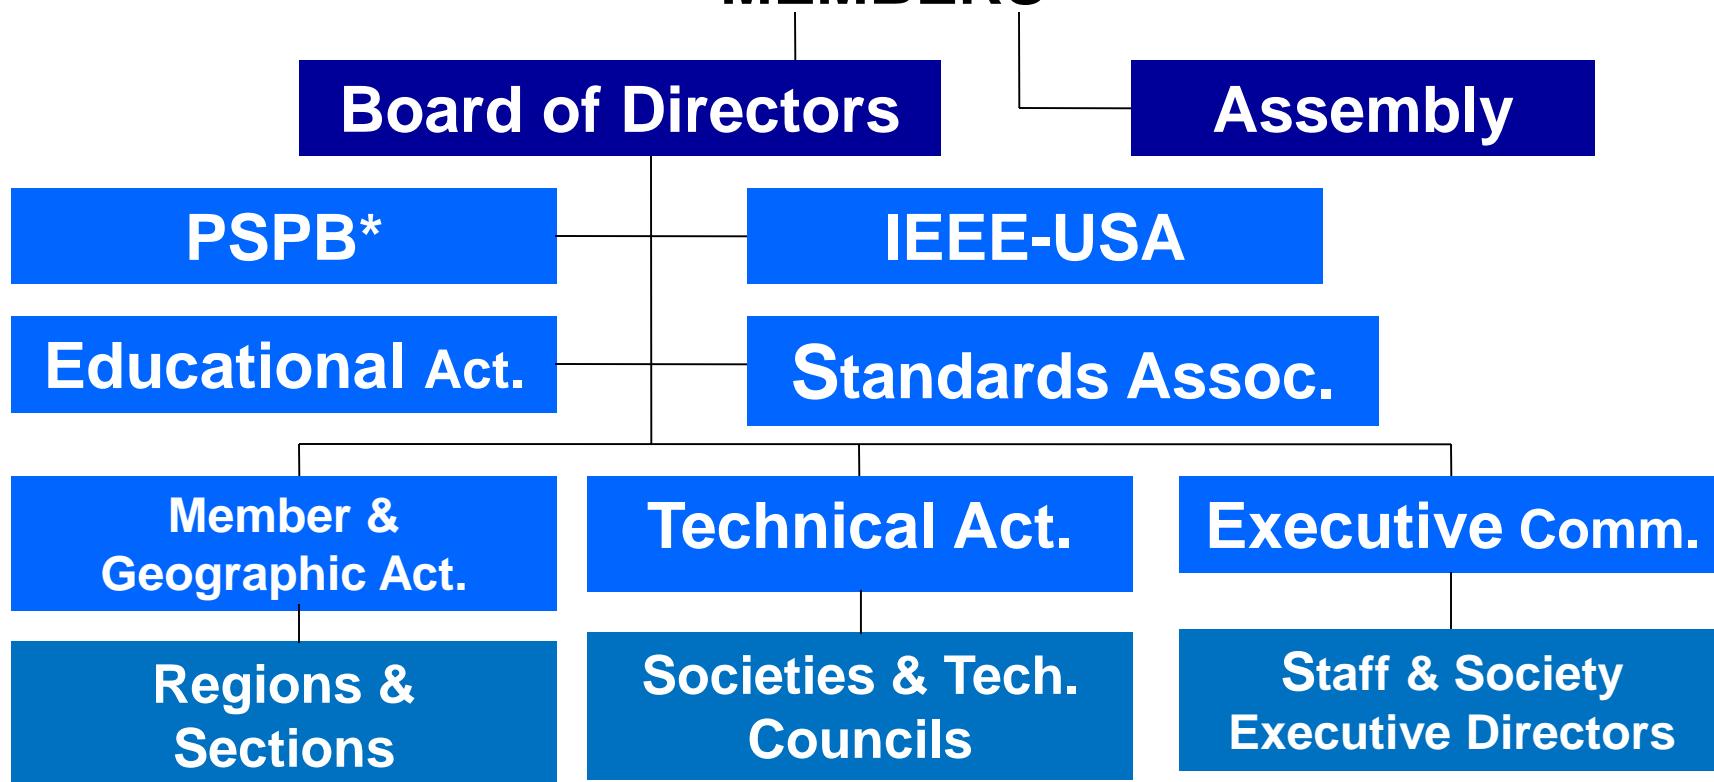 MEMBERS
Board of Directors
Assembly
PSPB*
IEEE-USA
Educational Act.
Standards Assoc.
Member &
Geographic Act.
Technical Act.
Executive Comm.
Regions &
Sections
Societies & Tech.
Councils
Staff & Society
Executive Directors